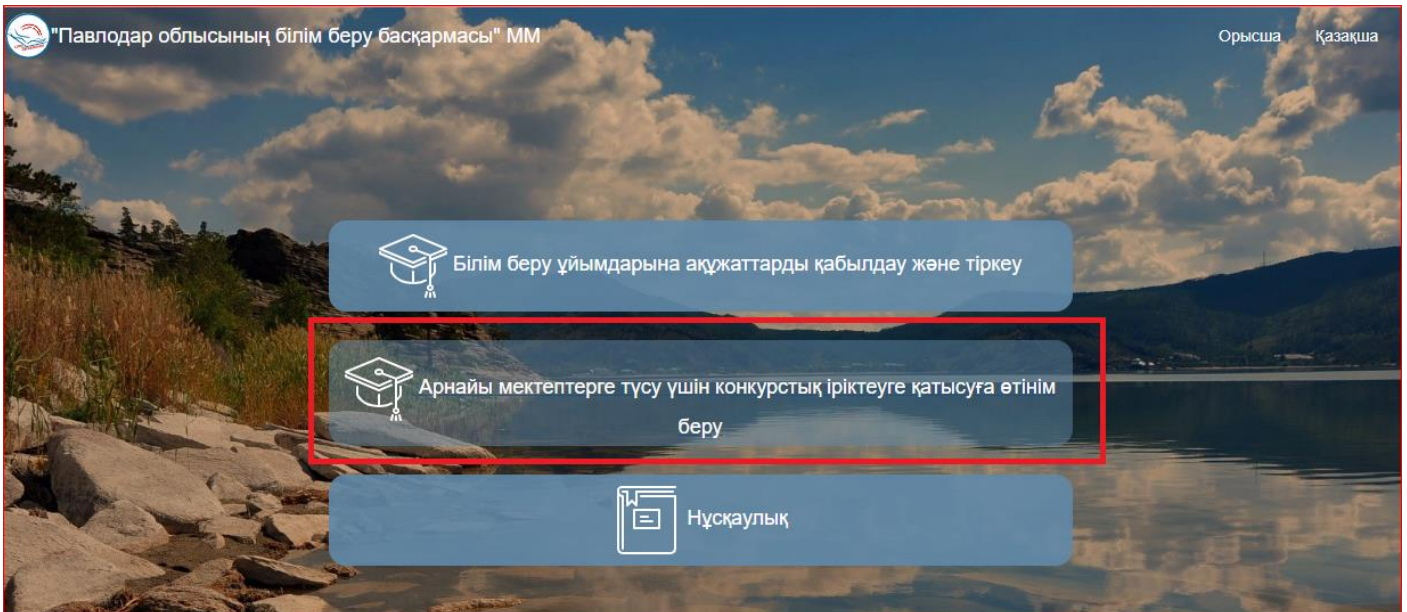 "Павлодар облысының білім беру басқармасы" ММ
Орысша Қазақша
Білім беру ұйымдарына ақұжаттарды қабылдау және тіркеу
Арнайы мектептерге түсу үшін конкурстық іріктеуге қатысуға өтінім
беру
Нұсқаулық